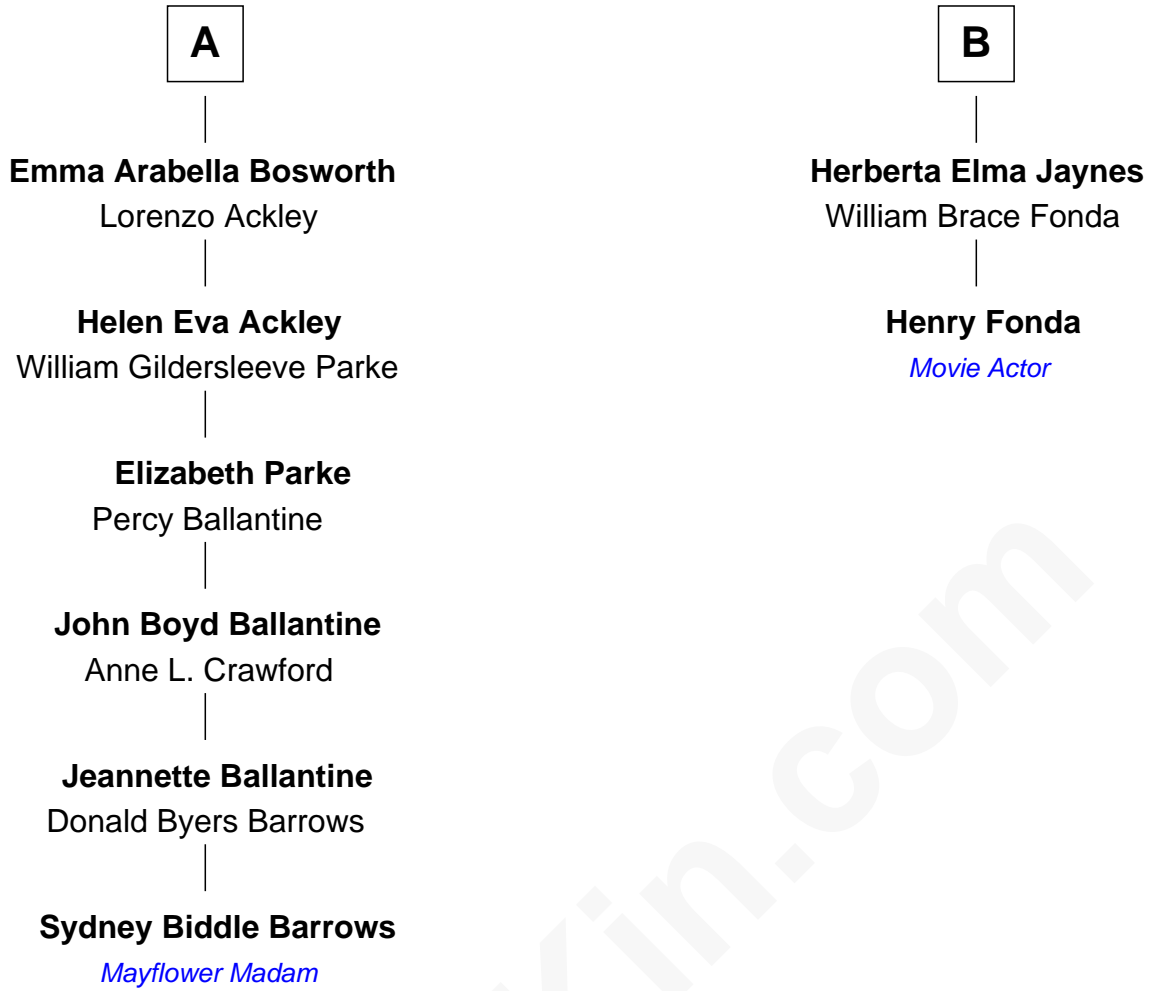 A
Emma Arabella Bosworth
Lorenzo Ackley
Helen Eva Ackley
William Gildersleeve Parke
Elizabeth Parke
Percy Ballantine
John Boyd Ballantine
Anne L. Crawford
Jeannette Ballantine
Donald Byers Barrows
Sydney Biddle Barrows
Mayflower Madam
B
Herberta Elma Jaynes
William Brace Fonda
Henry Fonda
Movie Actor
Kin.com